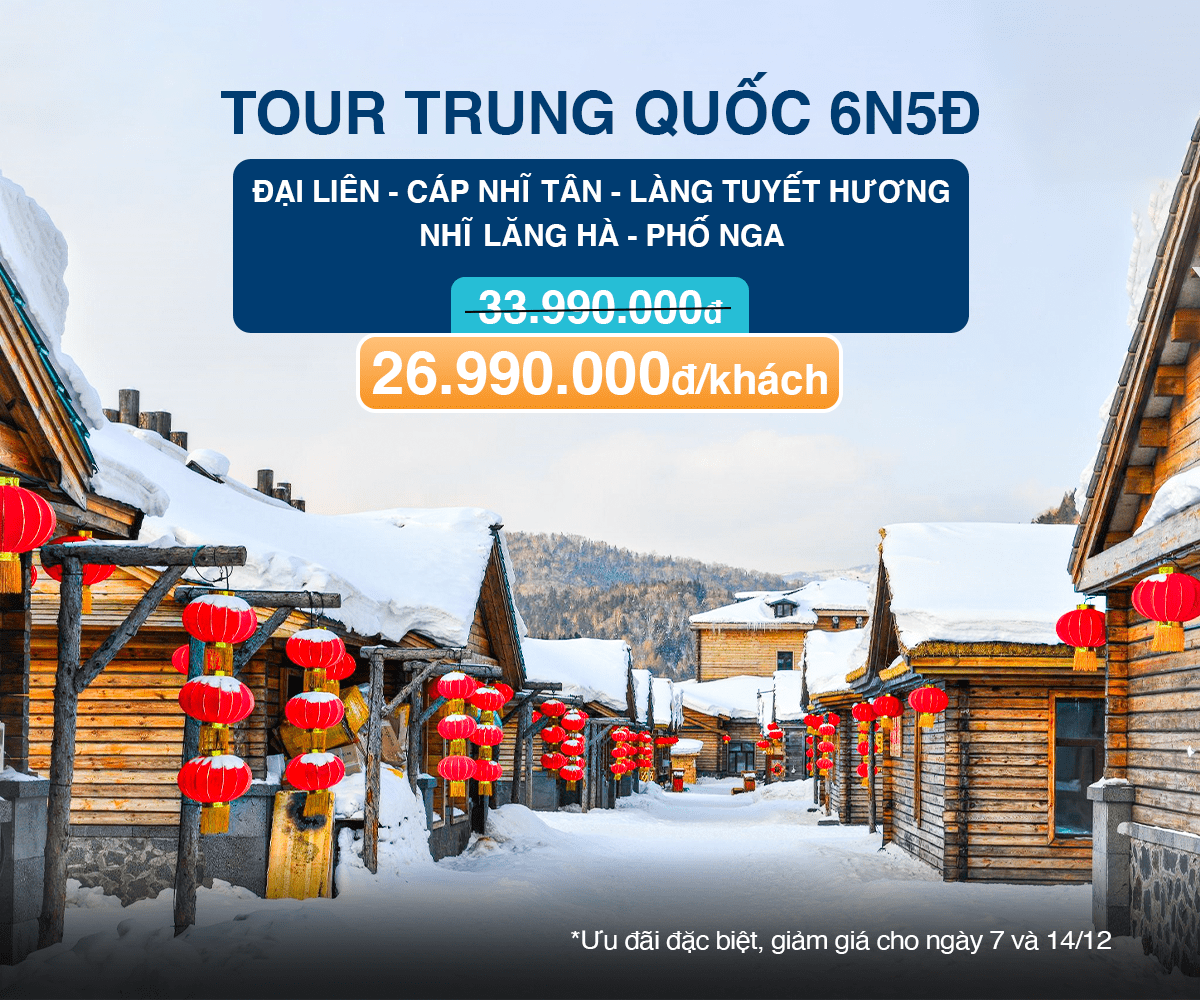 TOUR TRUNG QUỐC 6N5Đ
ĐẠI LIÊN - CÁP NHĨ TÂN - LÀNG TUYẾT HƯƠNG
NHĨ LĂNG HÀ - PHỐ NGA
33.990.000đ
26.990.000đ/khách
*Ưu đãi đặc biệt, giảm giá cho ngày 7 và 14/12